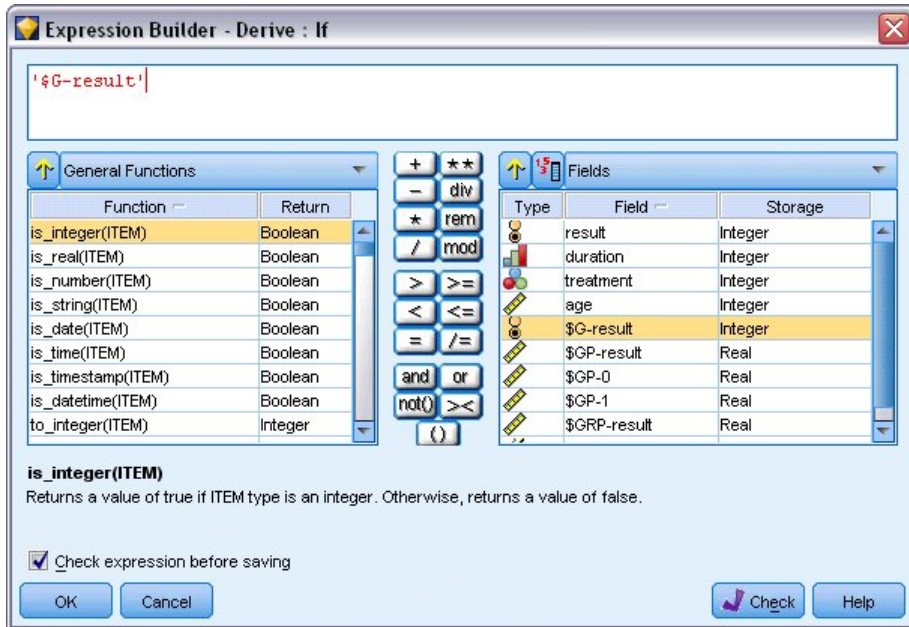 Expression Builder - Derive : If
'$G-result'
General Functions
Function Return
is_integer(ITEM) Boolean
is_real(ITEM) Boolean
is_number(ITEM) Boolean
is_string(ITEM) Boolean
is_date(ITEM) Boolean
is_time(ITEM) Boolean
is_timestamp(ITEM) Boolean
is_datetime(ITEM) Boolean
to_integer(ITEM) Integer
+ **
- div
* rem
/ mod
> >=
< <=
= /=
and or
not() ><
()
Fields
Type Field Storage
result Integer
duration Integer
treatment Integer
age Integer
$G-result Integer
$GP-result Real
$GP-0 Real
$GP-1 Real
$GRP-result Real
is_integer(ITEM)
Returns a value of true if ITEM type is an integer. Otherwise, returns a value of false.
Check expression before saving
OK Cancel Check Help